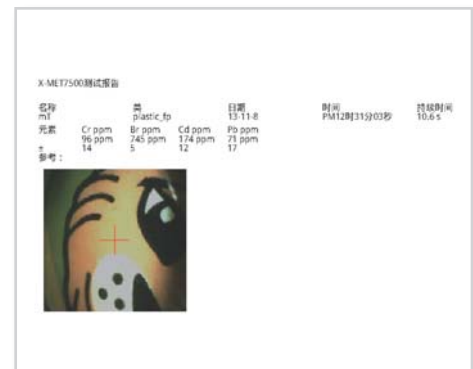 X-MET7500测试报告
名称 类 日期 时间 持续时间
mT plastic_fp 13-11-8 PM12时31分03秒 10.6 s
元素 Cr ppm Br ppm Cd ppm Pb ppm
96 ppm 745 ppm 174 ppm 71 ppm
± 14 5 12 17
参考：